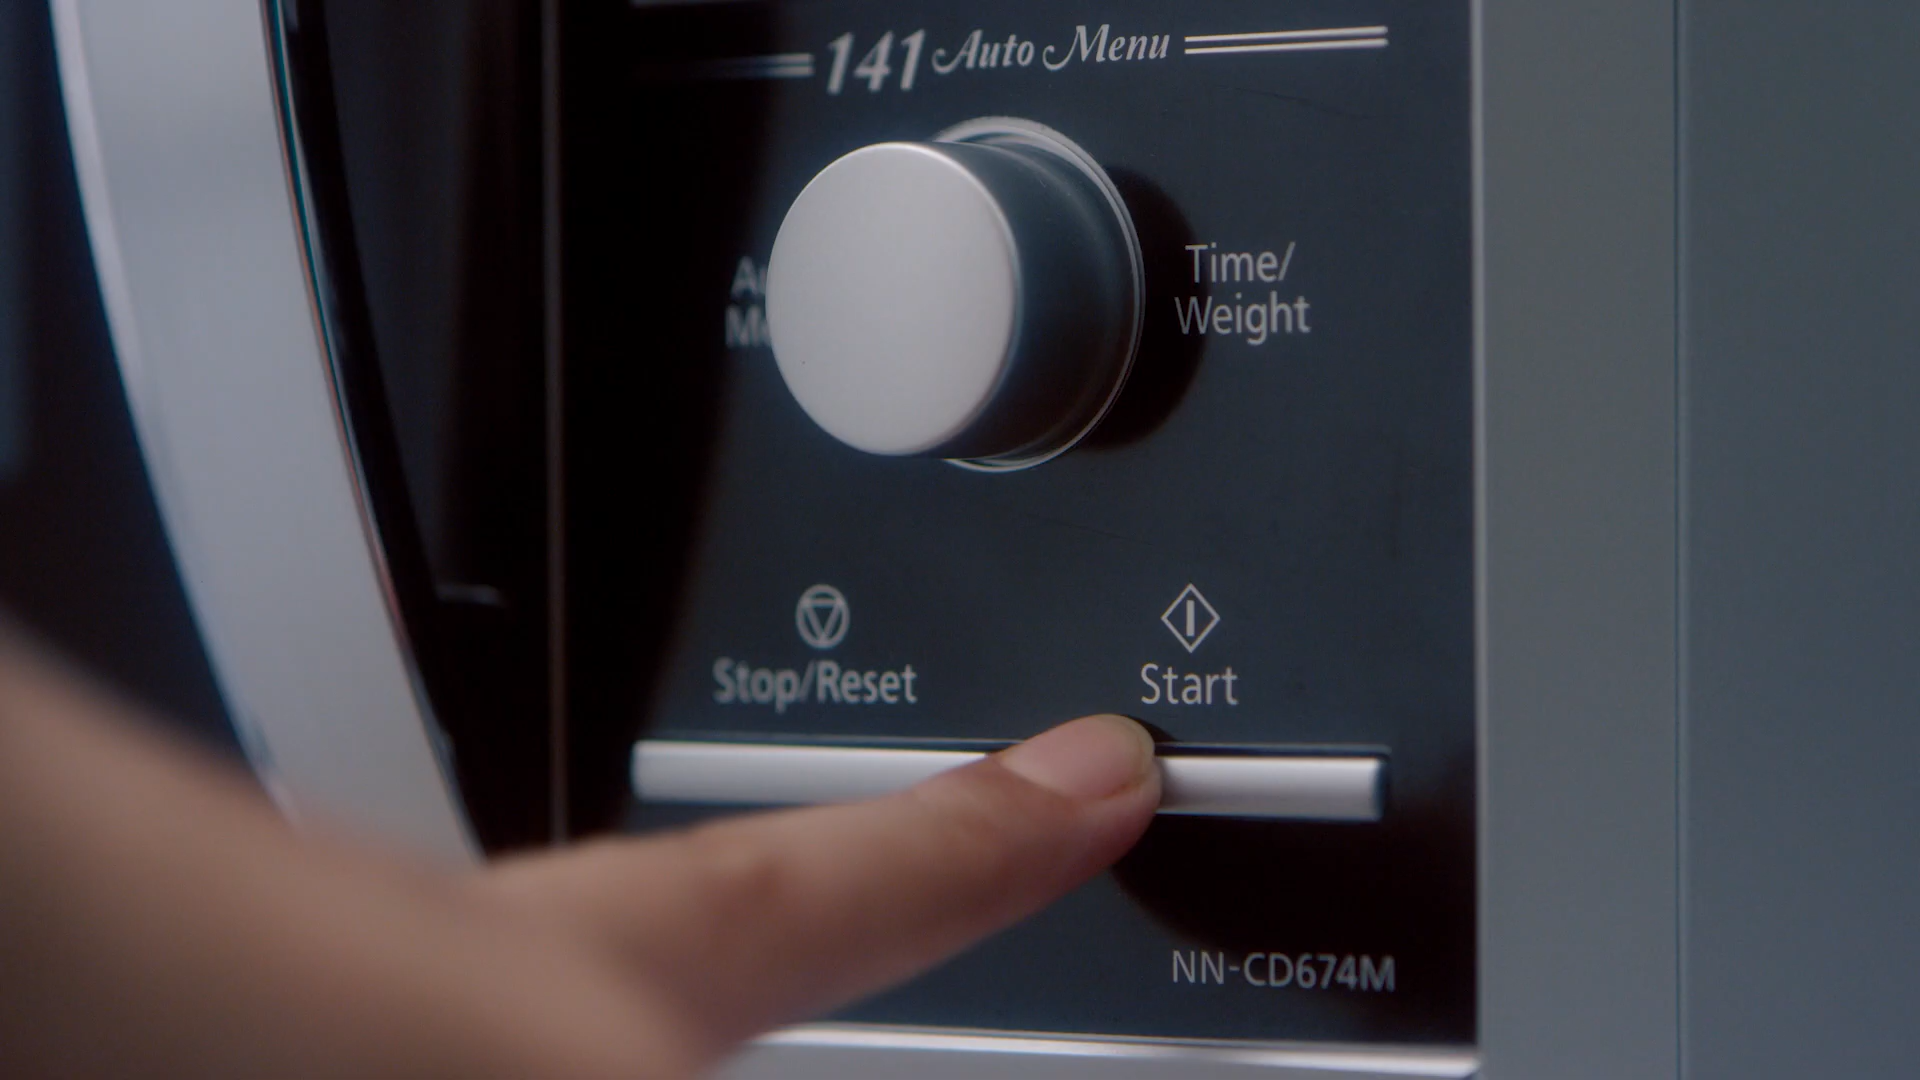 141 Auto Menu
Time/
Weight
Stop/Reset
Start
NN-CD674M